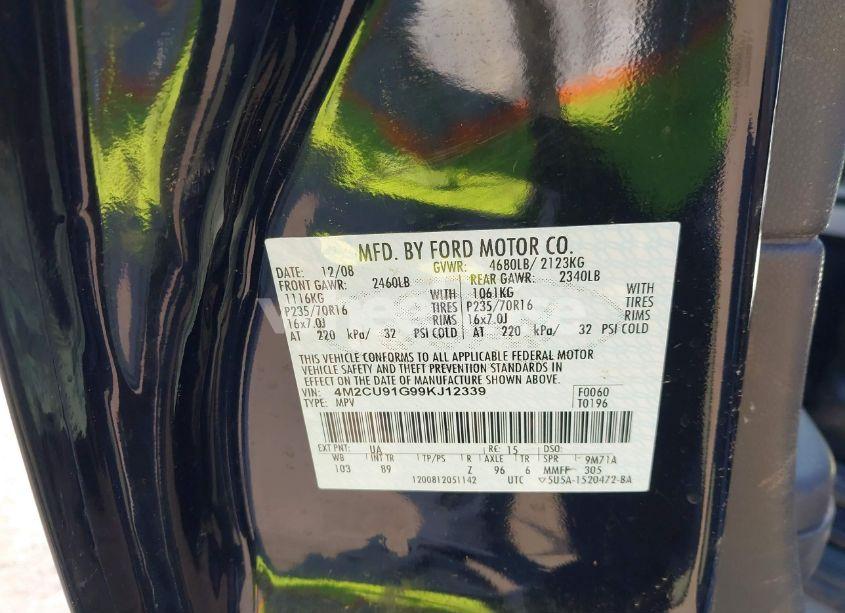 MFD. BY FORD MOTOR CO.
DATE: 12/08 GVWR: 4680LB/ 2123KG
FRONT GAWR: 2460LB REAR GAWR: 2340LB
1116KG WITH 1061KG WITH
P235/70R16 TIRES P235/70R16 TIRES
16x7.0J RIMS 16x7.0J RIMS
AT 220 kPa/ 32 PSI COLD AT 220 kPa/ 32 PSI COLD
THIS VEHICLE CONFORMS TO ALL APPLICABLE FEDERAL MOTOR
VEHICLE SAFETY AND THEFT PREVENTION STANDARDS IN
EFFECT ON THE DATE OF MANUFACTURE SHOWN ABOVE.
VIN: 4M2CU91G99KJ12339 F0060
TYPE: MPV T0196
EXT PNT: UA RC: 15 DSO:
WB INT TR TP/PS R AXLE TR SPR 9M71A
103 89 Z 96 6 MMFF 305
1200812051142 UTC ▽5U5A-1520472-BA